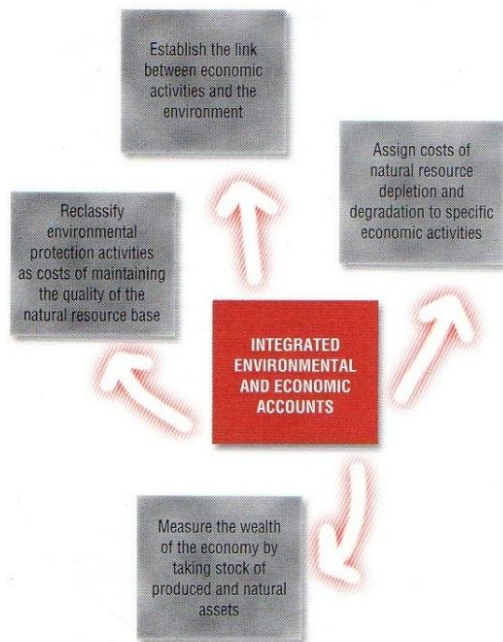 Establish the link
between economic
activities and the
environment
Assign costs of
natural resource
depletion and
degradation to specific
economic activities
Reclassify
environmental
protection activities
as costs of maintaining
the quality of the
natural resource base
INTEGRATED
ENVIRONMENTAL
AND ECONOMIC
ACCOUNTS
Measure the wealth
of the economy by
taking stock of
produced and natural
assets